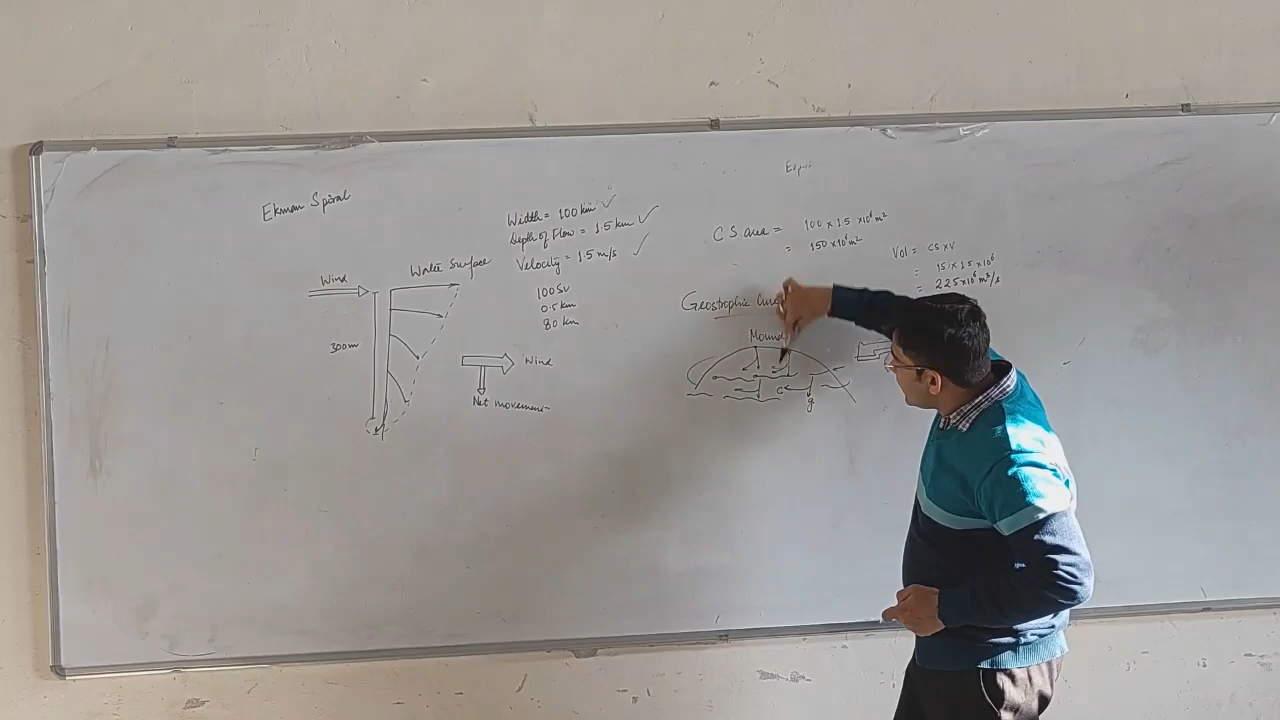 Ekman Spiral
Wind
Water Surface
300m
Wind
Net movement
Width = 100 km ✓
Depth of Flow = 1.5 km ✓
Velocity = 1.5 m/s ✓
100 Sv
0.5 km
80 km
CS area = 100 x 1.5 x10⁶ m²
= 150 x 10⁶ m²
Vol = CS x V
= 15 x 1.5 x 10⁶
= 225 x 10⁶ m³/s
Geostrophic
Mound
C
g